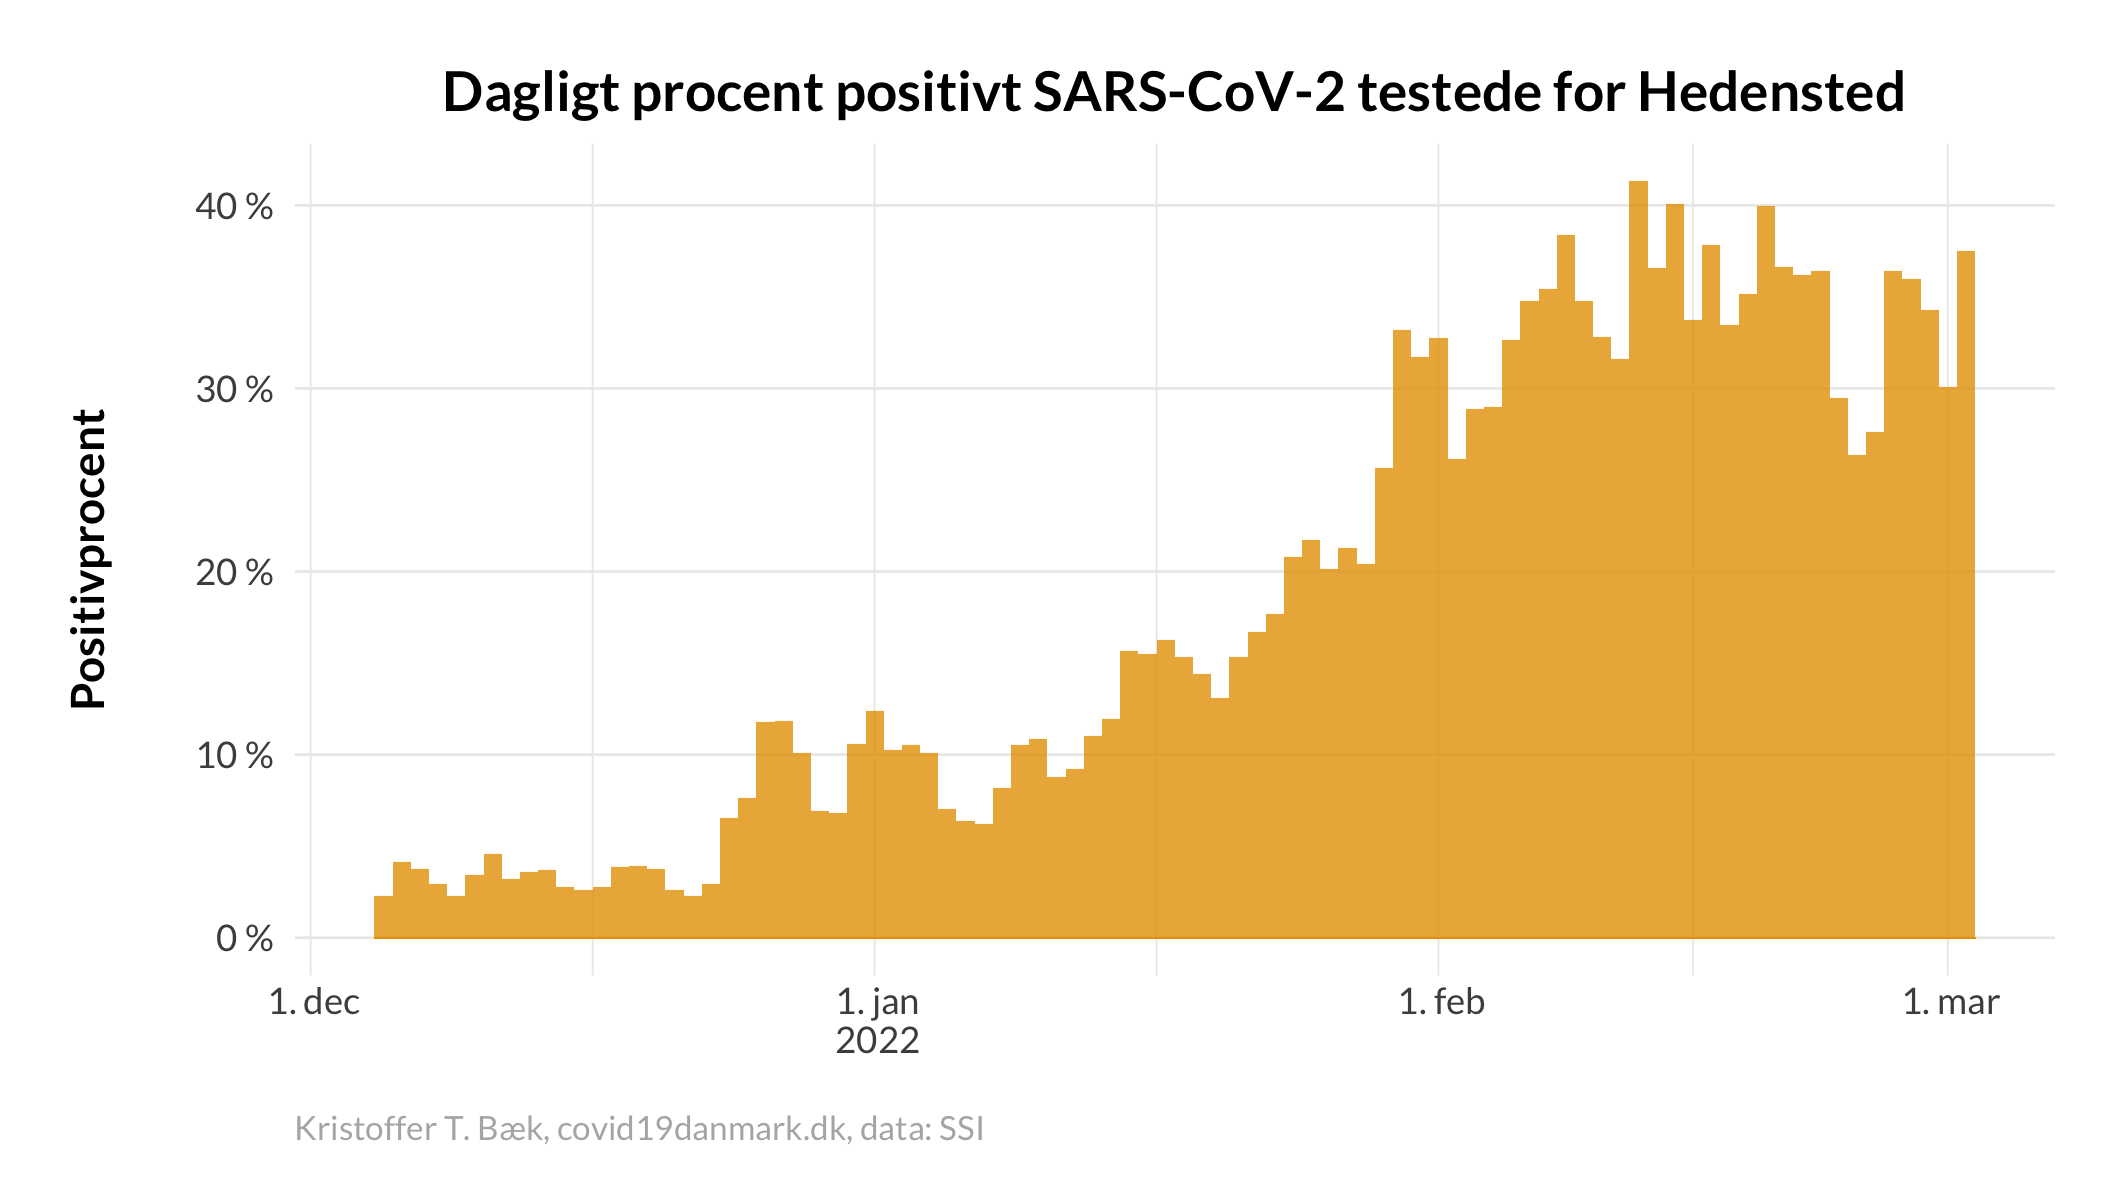 Dagligt procent positivt SARS-CoV-2 testede for Hedensted
Positivprocent
40 %
30 %
20 %
10 %
0 %
1. dec
1. jan
2022
1. feb
1. mar
Kristoffer T. Bæk, covid19danmark.dk, data: SSI